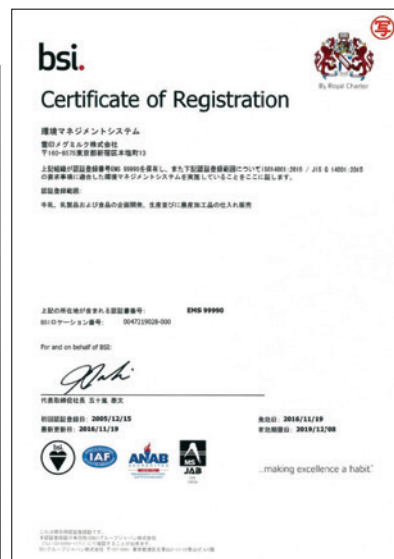 写
bsi.
By Royal Charter
Certificate of Registration
環境マネジメントシステム
雪印メグミルク株式会社
〒160-8575東京都新宿区本塩町13
上記組織が認証登録番号EMS 99990を保有し、また下記認証登録範囲についてISO14001:2015 / JIS Q 14001:2015
の要求事項に適合した環境マネジメントシステムを実施していることをここに証します。
認証登録範囲:
牛乳、乳製品および食品の企画開発、生産並びに農産加工品の仕入れ販売
上記の所在地が含まれる認証書番号: EMS 99990
BSIロケーション番号: 0047219028-000
For and on behalf of BSI:
代表取締役社長 五十嵐 泰文
初回認証登録日: 2005/12/15 発効日: 2016/11/19
最新更新日: 2016/11/19 有効期限日: 2019/12/08
bsi.
IAF
ANAB
ACCREDITED
MS
JAB
...making excellence a habit.™